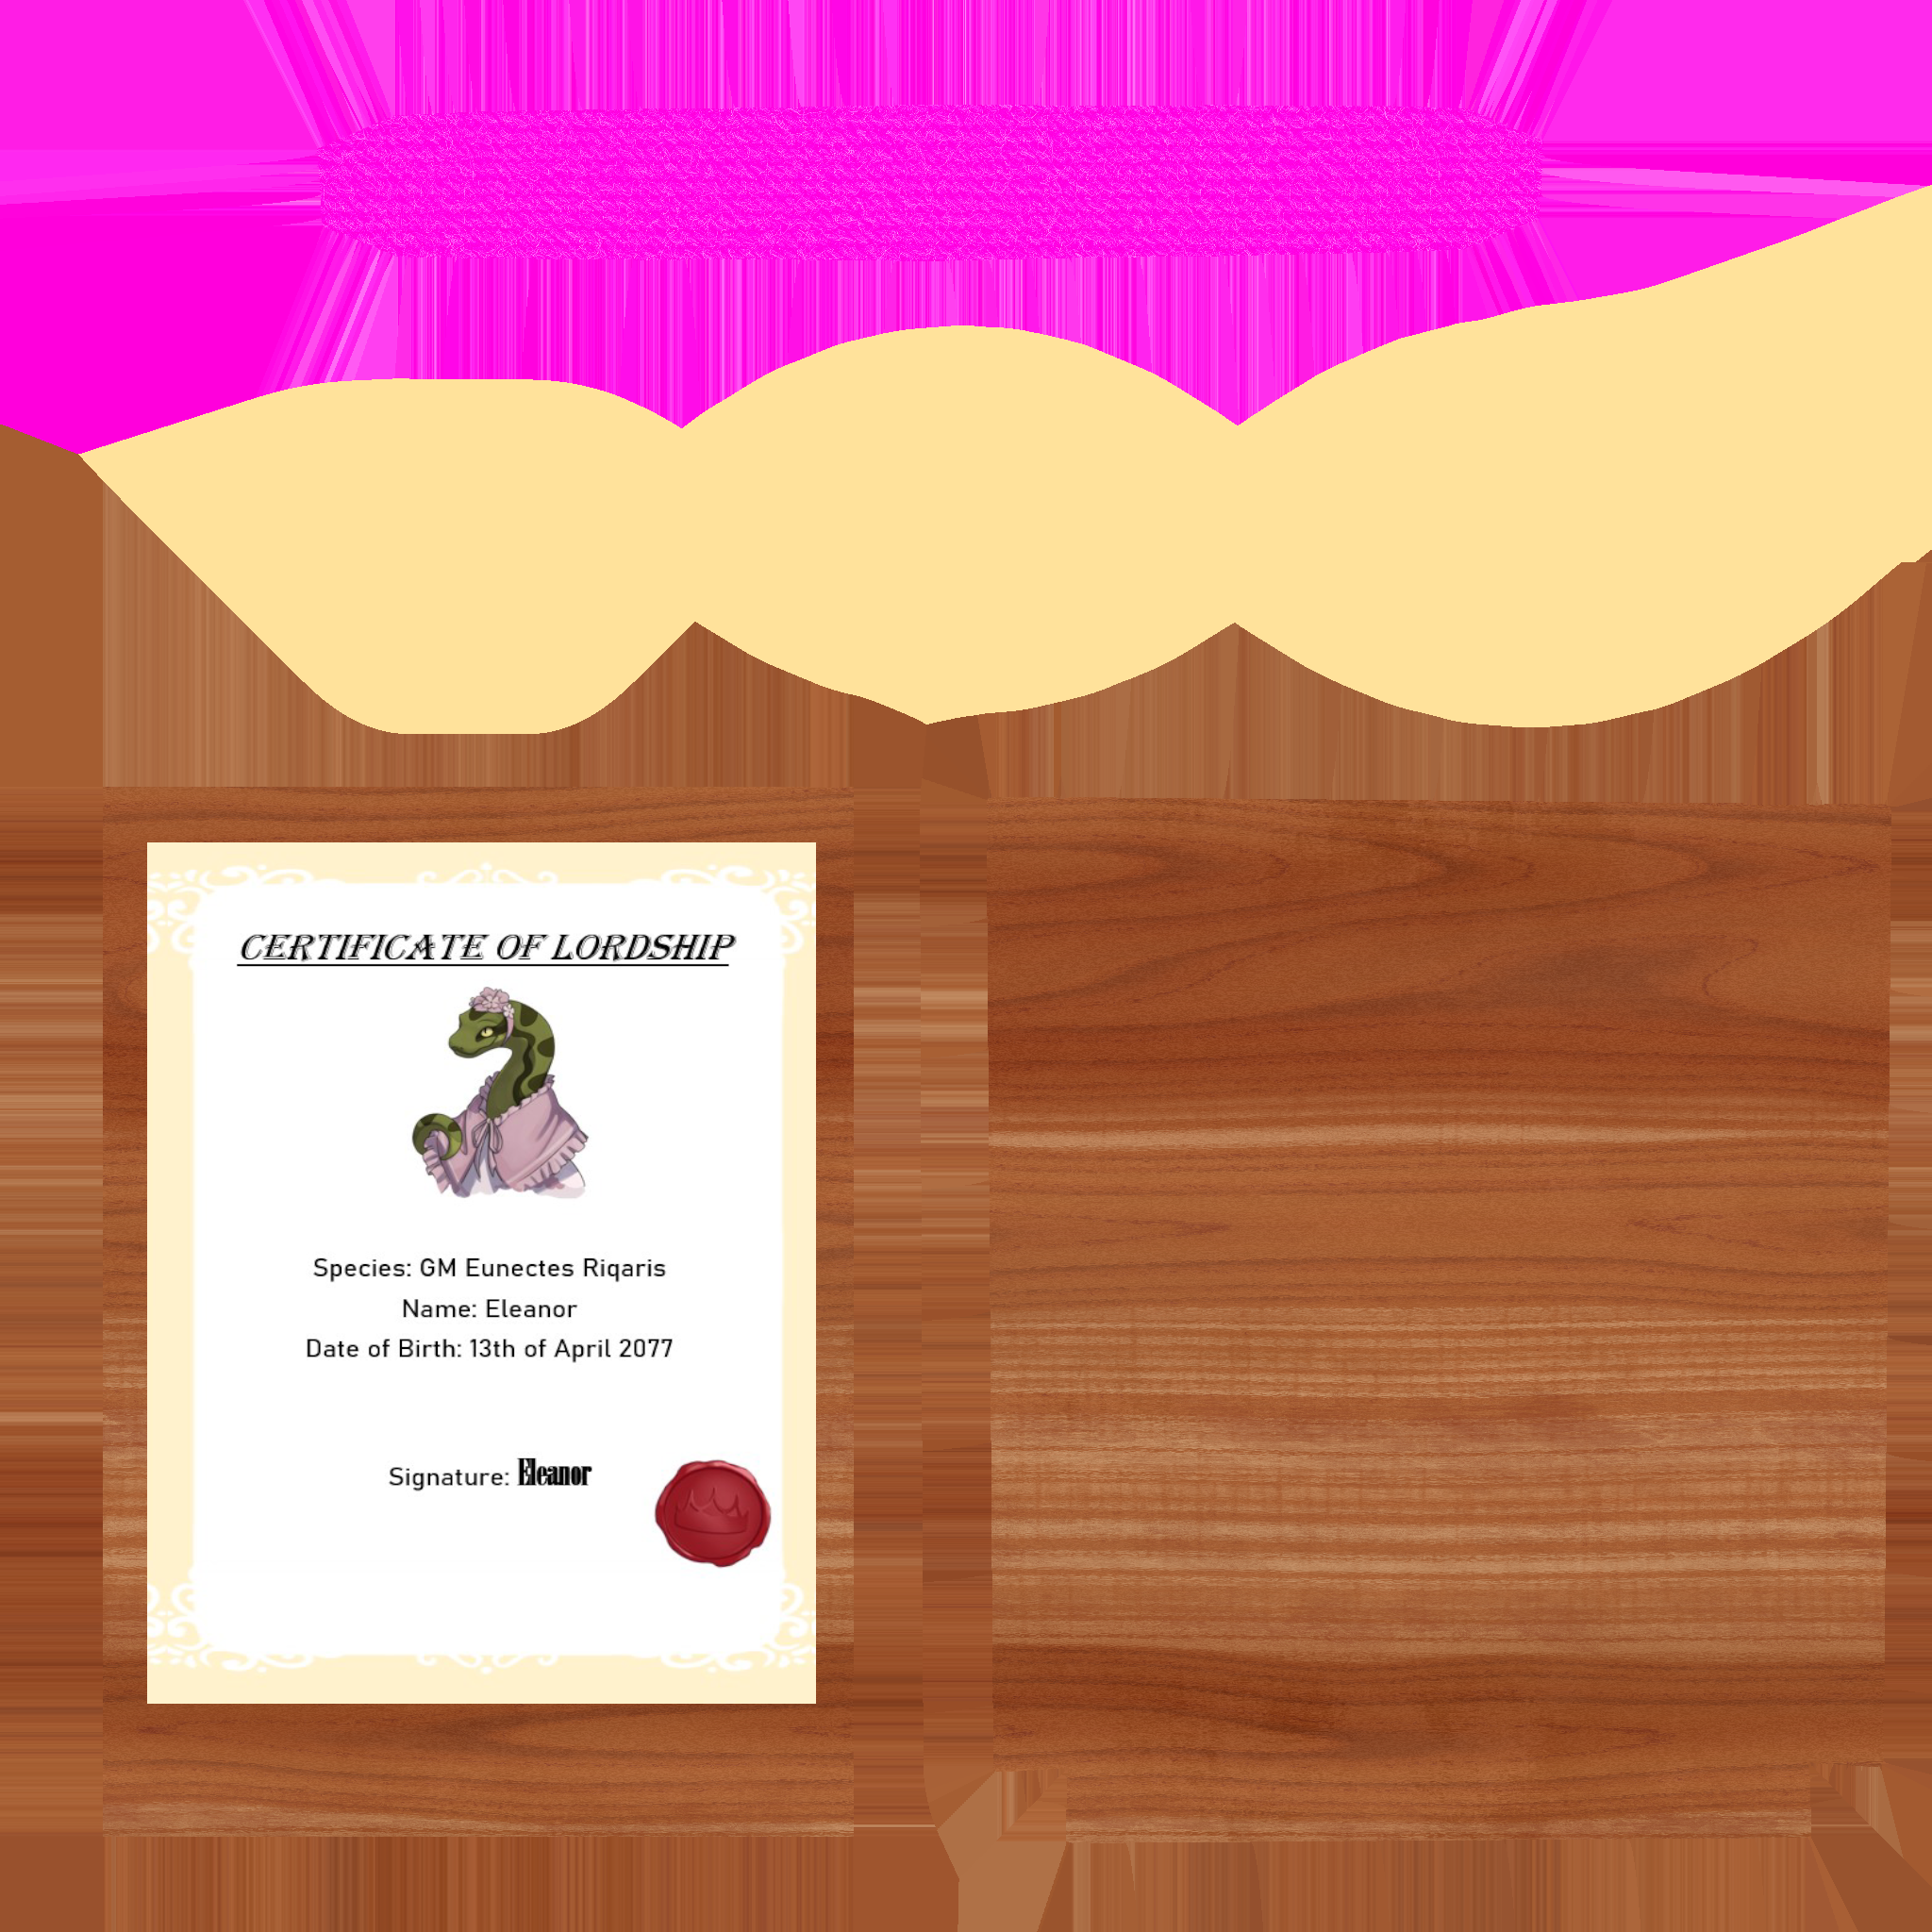 CERTIFICATE OF LORDSHIP
Species: GM Eunectes Riqaris
Name: Eleanor
Date of Birth: 13th of April 2077
Signature: Eleanor